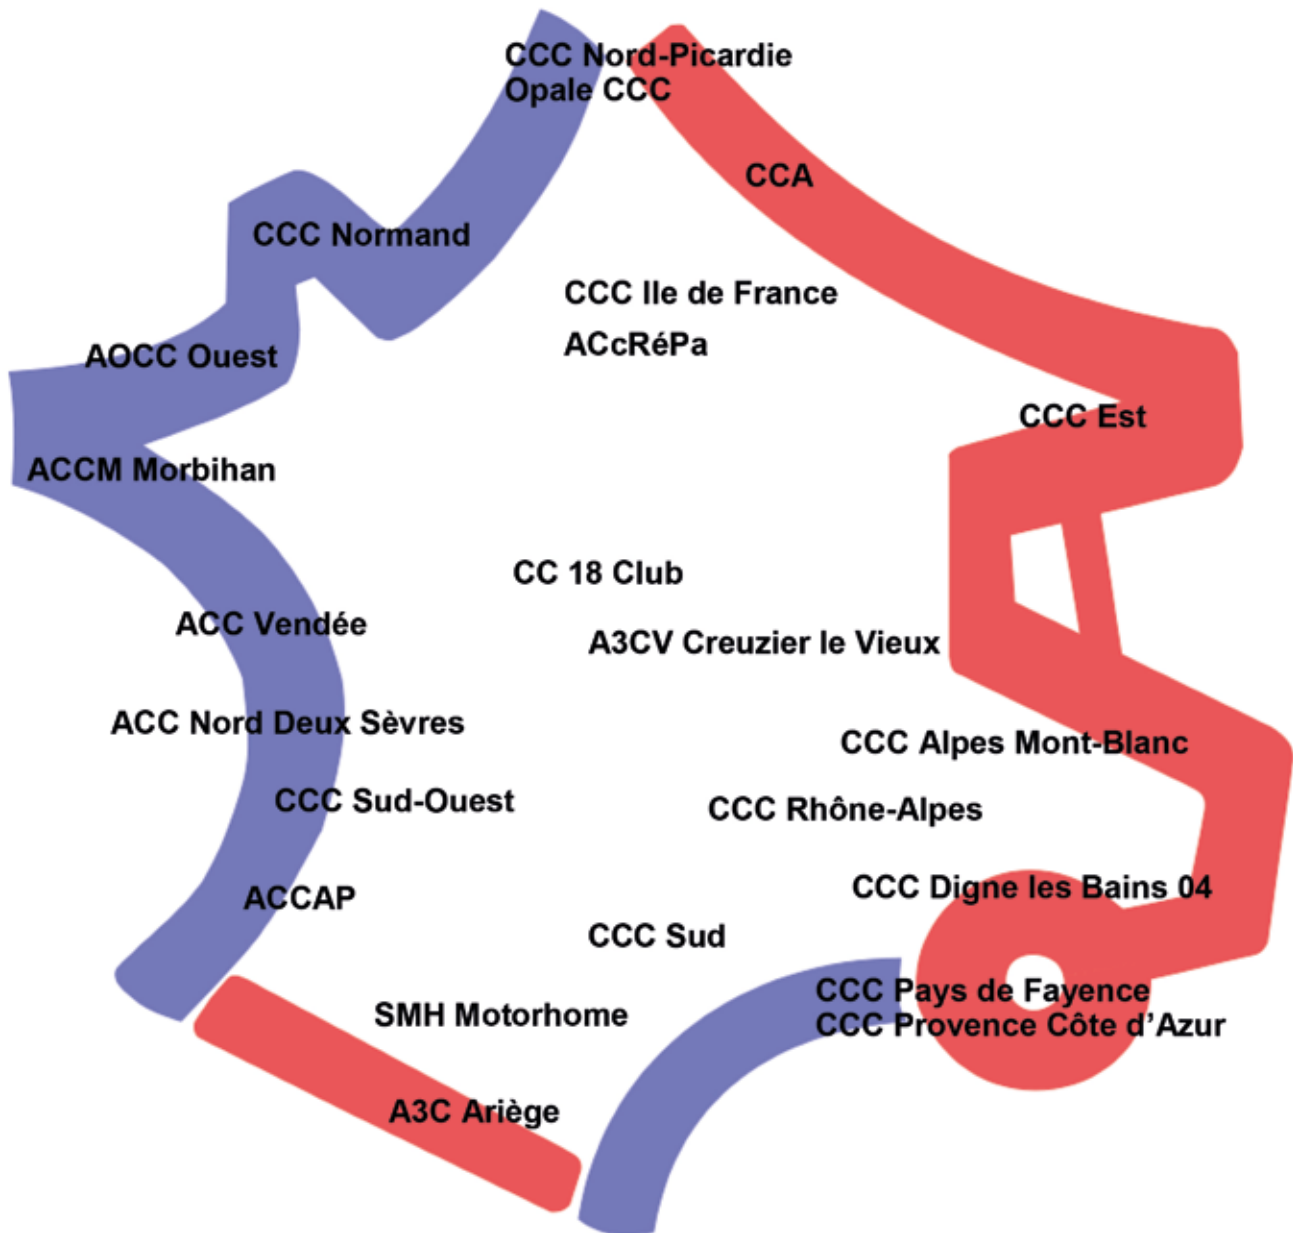 CCC Nord-Picardie
Opale CCC
CCA
CCC Normand
CCC Ile de France
ACcRéPa
AOCC Ouest
CCC Est
ACCM Morbihan
CC 18 Club
ACC Vendée
A3CV Creuzier le Vieux
ACC Nord Deux Sèvres
CCC Alpes Mont-Blanc
CCC Sud-Ouest
CCC Rhône-Alpes
CCC Digne les Bains 04
ACCAP
CCC Sud
CCC Pays de Fayence
SMH Motorhome
CCC Provence Côte d’Azur
A3C Ariège